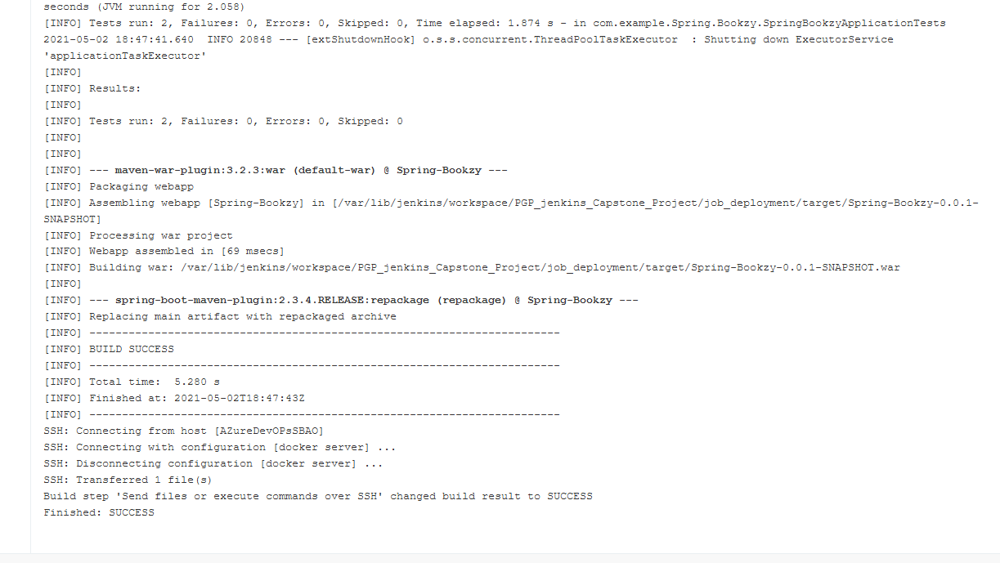 seconds (JVM running for 2.058)
[INFO] Tests run: 2, Failures: 0, Errors: 0, Skipped: 0, Time elapsed: 1.874 s - in com.example.Spring.Bookzy.SpringBookzyApplicationTests
2021-05-02 18:47:41.640  INFO 20848 --- [extShutdownHook] o.s.s.concurrent.ThreadPoolTaskExecutor  : Shutting down ExecutorService
'applicationTaskExecutor'
[INFO]
[INFO] Results:
[INFO]
[INFO] Tests run: 2, Failures: 0, Errors: 0, Skipped: 0
[INFO]
[INFO]
[INFO] --- maven-war-plugin:3.2.3:war (default-war) @ Spring-Bookzy ---
[INFO] Packaging webapp
[INFO] Assembling webapp [Spring-Bookzy] in [/var/lib/jenkins/workspace/PGP_jenkins_Capstone_Project/job_deployment/target/Spring-Bookzy-0.0.1-
SNAPSHOT]
[INFO] Processing war project
[INFO] Webapp assembled in [69 msecs]
[INFO] Building war: /var/lib/jenkins/workspace/PGP_jenkins_Capstone_Project/job_deployment/target/Spring-Bookzy-0.0.1-SNAPSHOT.war
[INFO]
[INFO] --- spring-boot-maven-plugin:2.3.4.RELEASE:repackage (repackage) @ Spring-Bookzy ---
[INFO] Replacing main artifact with repackaged archive
[INFO] ------------------------------------------------------------------------
[INFO] BUILD SUCCESS
[INFO] ------------------------------------------------------------------------
[INFO] Total time:  5.280 s
[INFO] Finished at: 2021-05-02T18:47:43Z
[INFO] ------------------------------------------------------------------------
SSH: Connecting from host [AZureDevOPsSBAO]
SSH: Connecting with configuration [docker server] ...
SSH: Disconnecting configuration [docker server] ...
SSH: Transferred 1 file(s)
Build step 'Send files or execute commands over SSH' changed build result to SUCCESS
Finished: SUCCESS